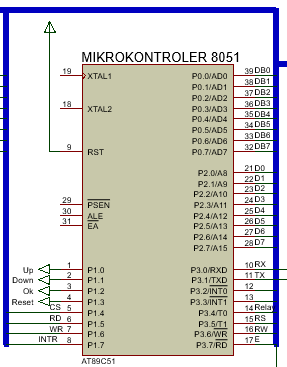 MIKROKONTROLER 8051
19 XTAL1 P0.0/AD0 39 DB0
P0.1/AD1 38 DB1
P0.2/AD2 37 DB2
18 XTAL2 P0.3/AD3 36 DB3
P0.4/AD4 35 DB4
P0.5/AD5 34 DB5
P0.6/AD6 33 DB6
9 RST P0.7/AD7 32 DB7
P2.0/A8 21 D0
P2.1/A9 22 D1
P2.2/A10 23 D2
29 PSEN P2.3/A11 24 D3
30 ALE P2.4/A12 25 D4
31 EA P2.5/A13 26 D5
P2.6/A14 27 D6
P2.7/A15 28 D7
Up 1 P1.0 P3.0/RXD 10 RX
Down 2 P1.1 P3.1/TXD 11 TX
Ok 3 P1.2 P3.2/INT0 12
Reset 4 P1.3 P3.3/INT1 13
CS 5 P1.4 P3.4/T0 14 Relay
RD 6 P1.5 P3.5/T1 15 RS
WR 7 P1.6 P3.6/WR 16 RW
INTR 8 P1.7 P3.7/RD 17 E
AT89C51